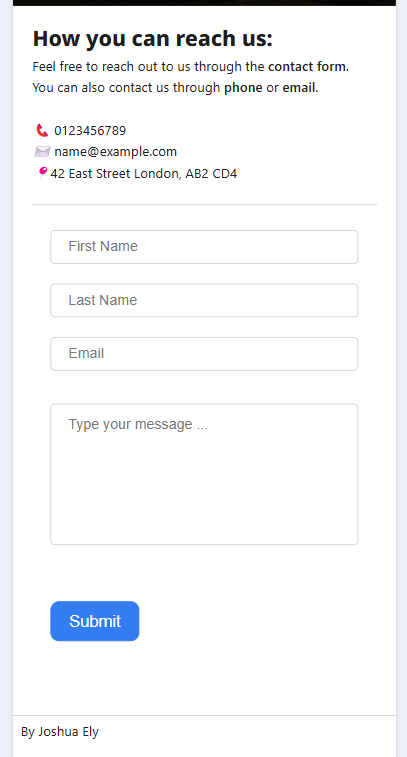 How you can reach us:
Feel free to reach out to us through the contact form.
You can also contact us through phone or email.
0123456789
name@example.com
42 East Street London, AB2 CD4
First Name
Last Name
Email
Type your message ...
Submit
By Joshua Ely